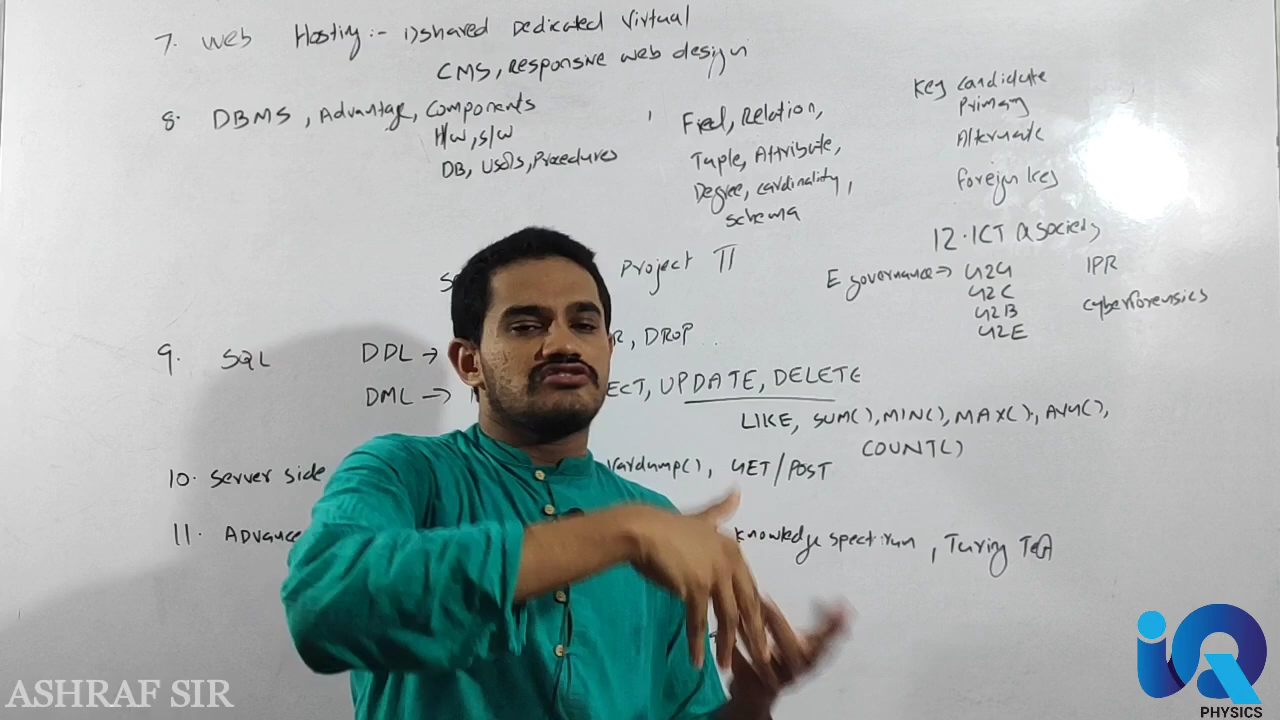 7. Web Hosting :- 1) shared Dedicated Virtual
CMS, Responsive web design
8. DBMS, Advantage, Components
H/W, S/W
DB, Users, Procedures
Field, Relation,
Tuple, Attribute,
Degree, cardinality,
schema
Key candidate
Primary
Alternate
Foreign key
Project II
12. ICT & Society
E governance → G2G
G2C
G2B
G2E
IPR
Cyberforensics
9. SQL DDL → R, DROP
DML → ECT, UPDATE, DELETE
LIKE, SUM(), MIN(), MAX(), AVG(),
COUNT()
10. Server side vardump(), GET/POST
11. Advance knowledge spectrum, Turing Test
ASHRAF SIR
iQ
PHYSICS